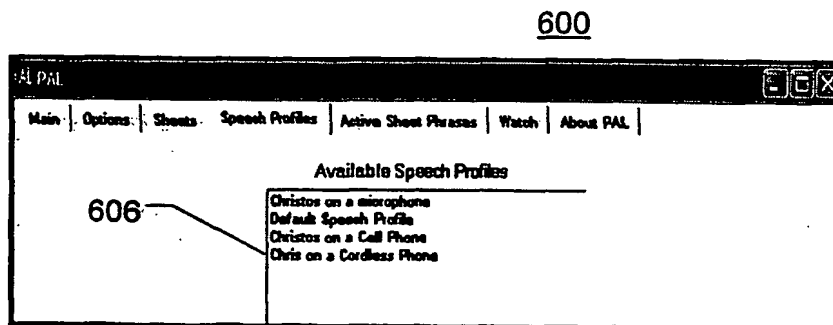 600
PAL
Main | Options | Sheets Speech Profiles | Active Sheet Phrases | Watch | About PAL
Available Speech Profiles
606
Christos on a microphone
Default Speech Profile
Christos on a Cell Phone
Chris on a Cordless Phone